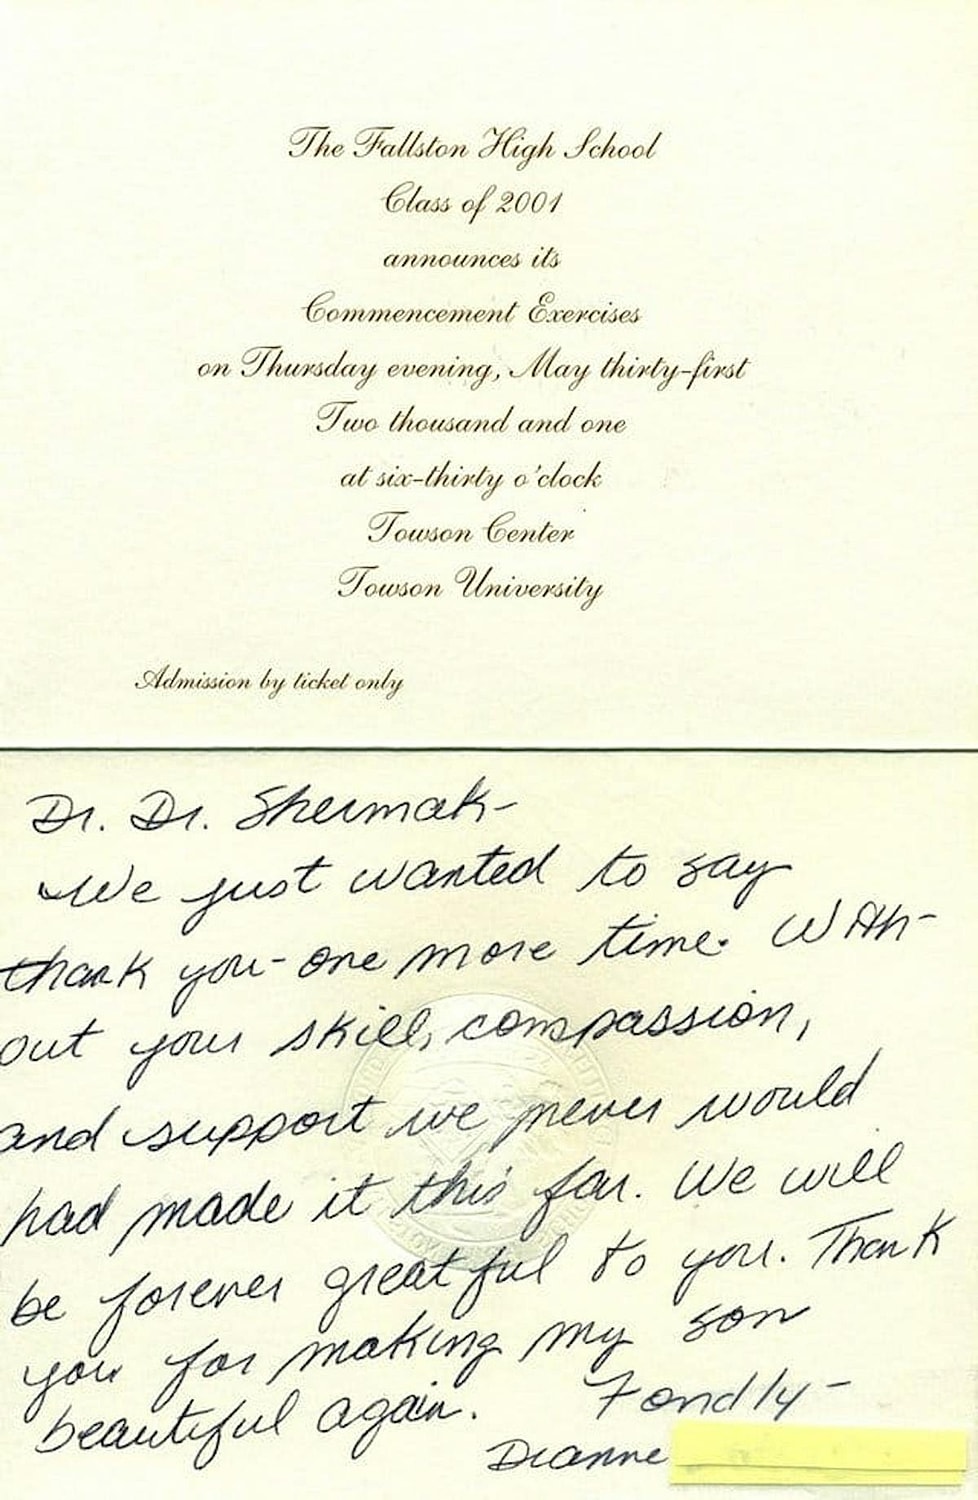 The Fallston High School
Class of 2001
announces its
Commencement Exercises
on Thursday evening, May thirty-first
Two thousand and one
at six-thirty o'clock
Towson Center
Towson University
Admission by ticket only
Dr. Dr. Shermak-
We just wanted to say
thank you - one more time. With-
out your skill, compassion,
and support we never would
had made it this far. We will
be forever greatful to you. Thank
you for making my son
beautiful again. Fondly -
Dianne